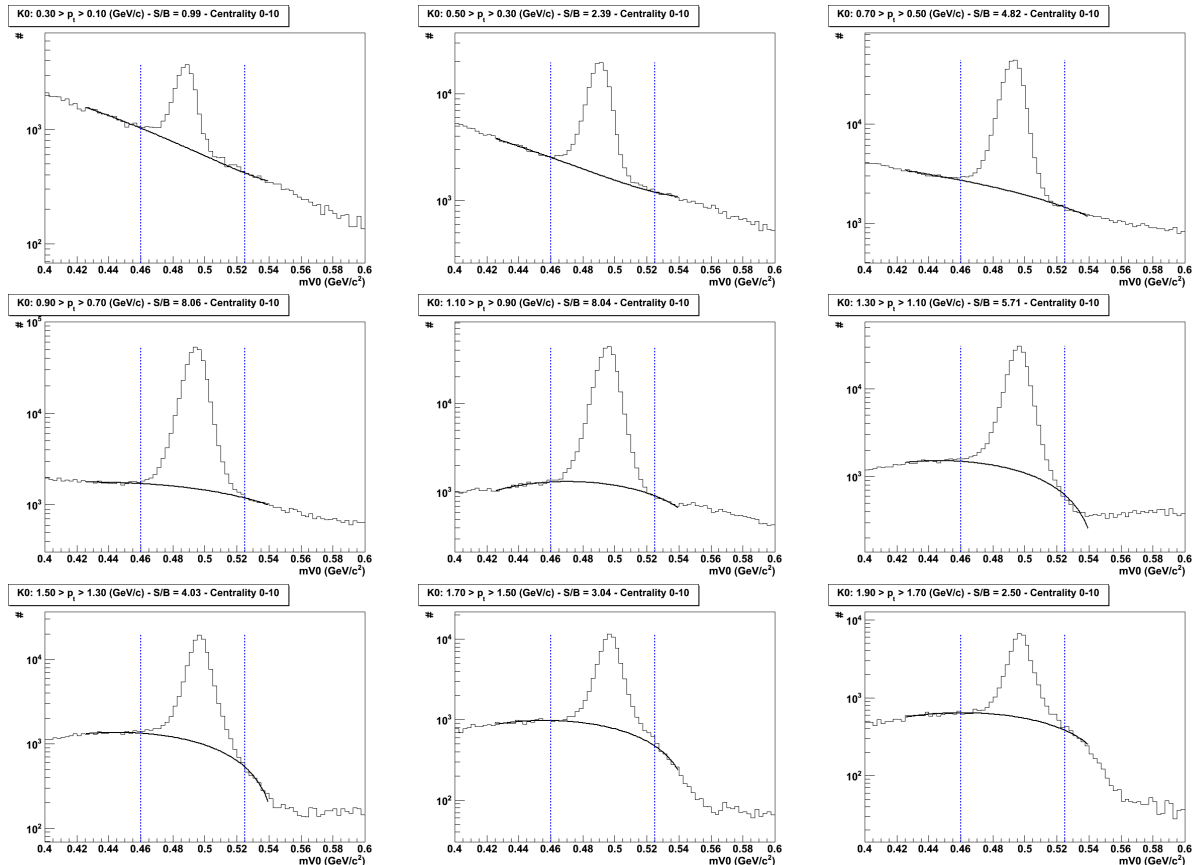 K0: 0.30 > pt > 0.10 (GeV/c) - S/B = 0.99 - Centrality 0-10
#
10^3
10^2
0.4 0.42 0.44 0.46 0.48 0.5 0.52 0.54 0.56 0.58 0.6
mV0 (GeV/c^2)
K0: 0.50 > pt > 0.30 (GeV/c) - S/B = 2.39 - Centrality 0-10
#
10^4
10^3
0.4 0.42 0.44 0.46 0.48 0.5 0.52 0.54 0.56 0.58 0.6
mV0 (GeV/c^2)
K0: 0.70 > pt > 0.50 (GeV/c) - S/B = 4.82 - Centrality 0-10
#
10^4
10^3
0.4 0.42 0.44 0.46 0.48 0.5 0.52 0.54 0.56 0.58 0.6
mV0 (GeV/c^2)
K0: 0.90 > pt > 0.70 (GeV/c) - S/B = 8.06 - Centrality 0-10
#
10^5
10^4
10^3
0.4 0.42 0.44 0.46 0.48 0.5 0.52 0.54 0.56 0.58 0.6
mV0 (GeV/c^2)
K0: 1.10 > pt > 0.90 (GeV/c) - S/B = 8.04 - Centrality 0-10
#
10^4
10^3
0.4 0.42 0.44 0.46 0.48 0.5 0.52 0.54 0.56 0.58 0.6
mV0 (GeV/c^2)
K0: 1.30 > pt > 1.10 (GeV/c) - S/B = 5.71 - Centrality 0-10
#
10^4
10^3
0.4 0.42 0.44 0.46 0.48 0.5 0.52 0.54 0.56 0.58 0.6
mV0 (GeV/c^2)
K0: 1.50 > pt > 1.30 (GeV/c) - S/B = 4.03 - Centrality 0-10
#
10^4
10^3
10^2
0.4 0.42 0.44 0.46 0.48 0.5 0.52 0.54 0.56 0.58 0.6
mV0 (GeV/c^2)
K0: 1.70 > pt > 1.50 (GeV/c) - S/B = 3.04 - Centrality 0-10
#
10^4
10^3
10^2
0.4 0.42 0.44 0.46 0.48 0.5 0.52 0.54 0.56 0.58 0.6
mV0 (GeV/c^2)
K0: 1.90 > pt > 1.70 (GeV/c) - S/B = 2.50 - Centrality 0-10
#
10^4
10^3
10^2
0.4 0.42 0.44 0.46 0.48 0.5 0.52 0.54 0.56 0.58 0.6
mV0 (GeV/c^2)